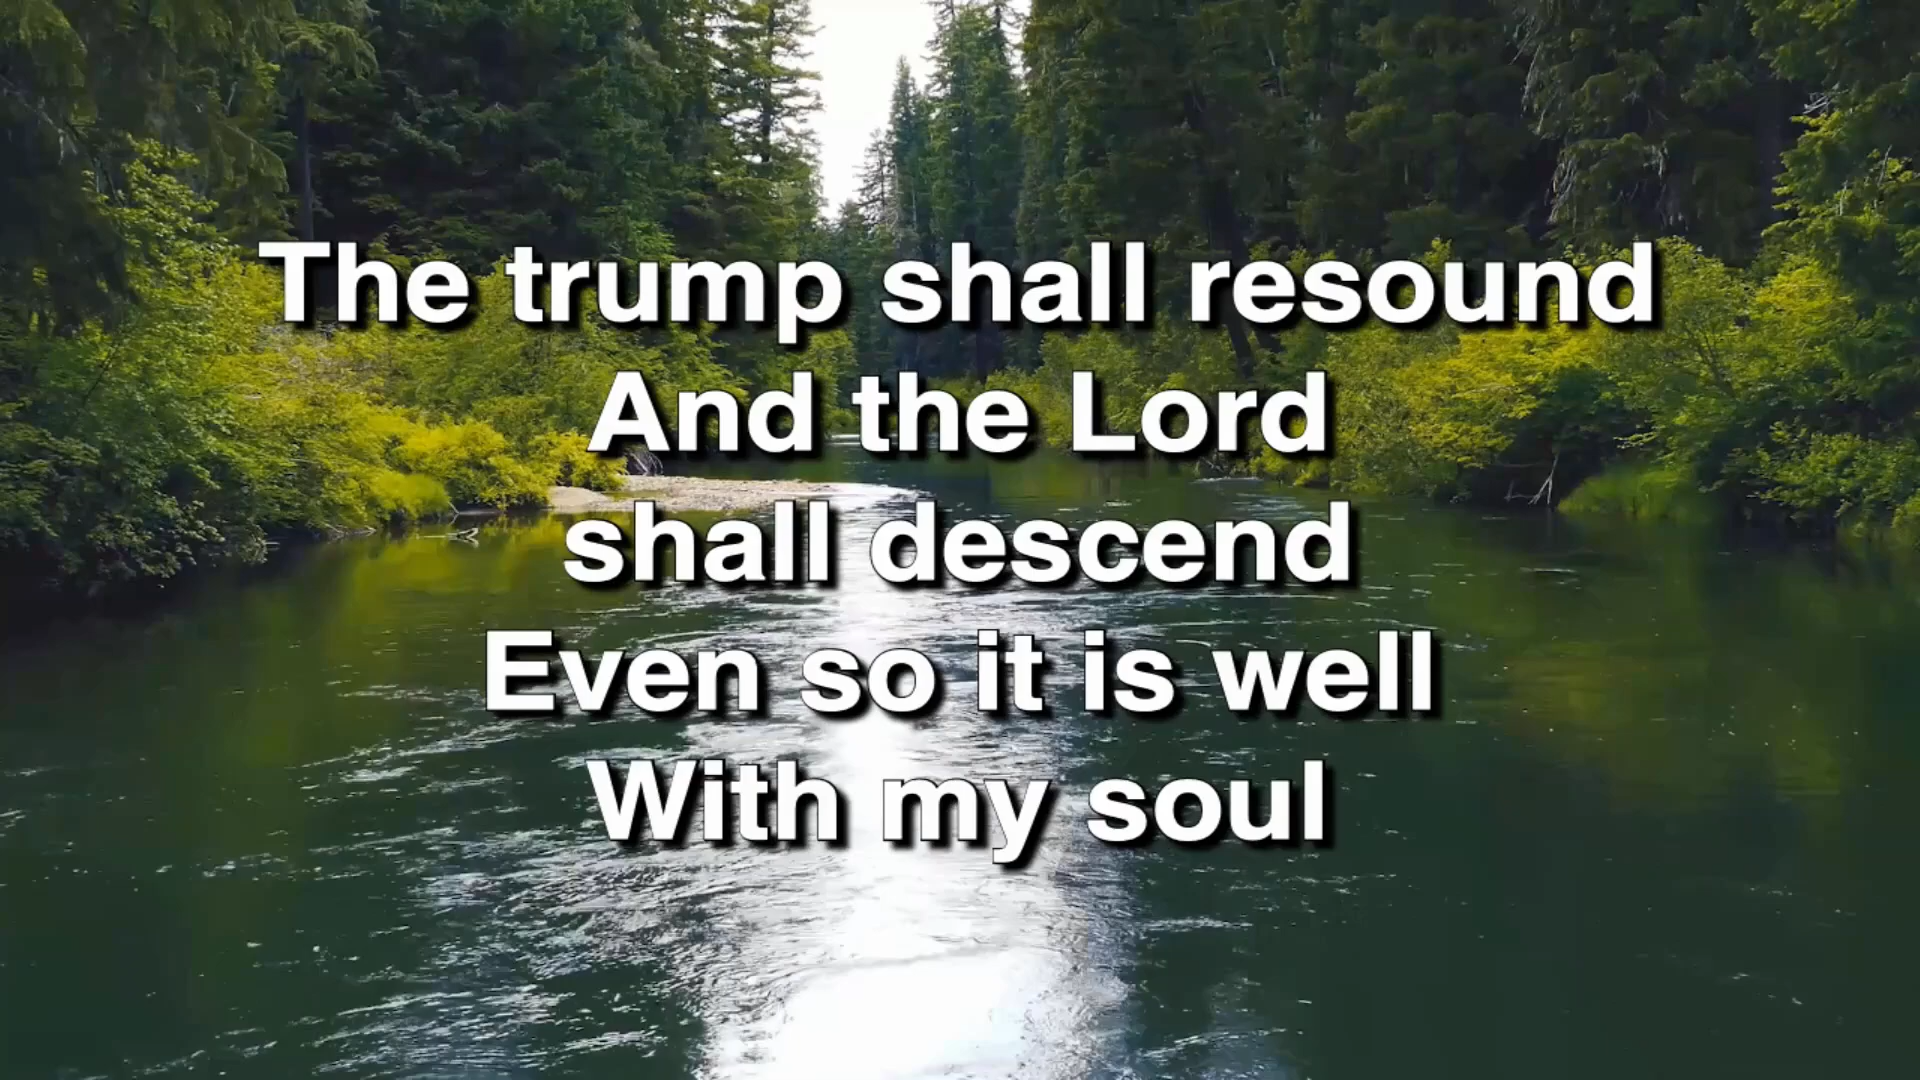 The trump shall resound
And the Lord
shall descend
Even so it is well
With my soul